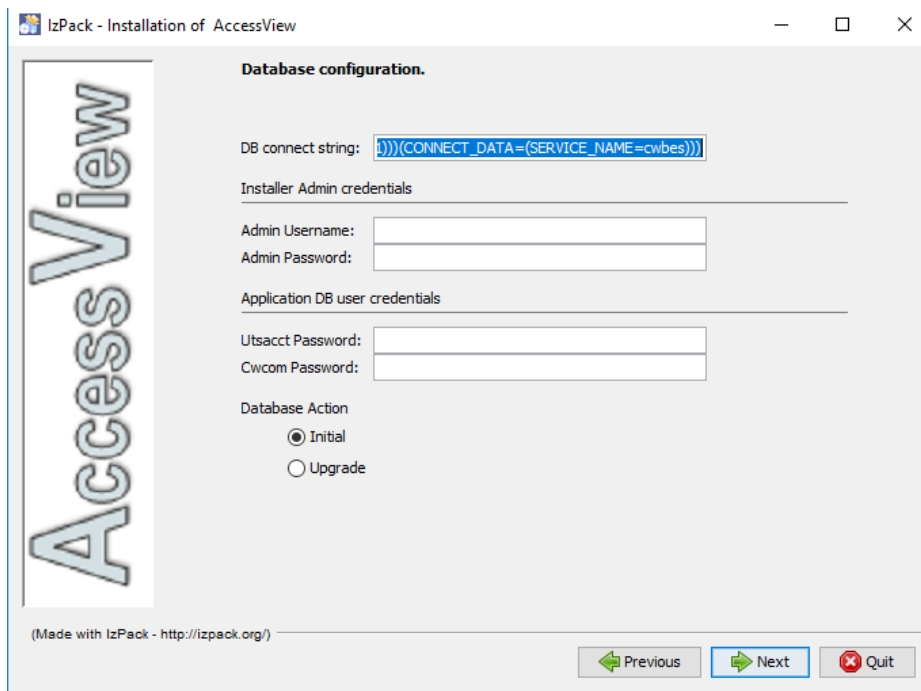 IzPack - Installation of AccessView
Access View
Database configuration.
DB connect string: 1)))(CONNECT_DATA=(SERVICE_NAME=cwbes)))
Installer Admin credentials
Admin Username:
Admin Password:
Application DB user credentials
Utsacct Password:
Cwcom Password:
Database Action
Initial
Upgrade
(Made with IzPack - http://izpack.org/)
Previous Next Quit